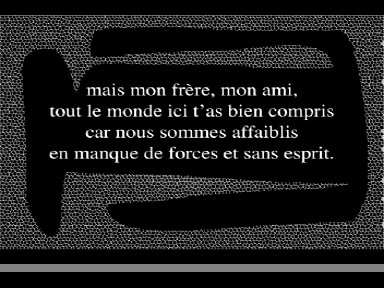 mais mon frère, mon ami,
tout le monde ici t'as bien compris
car nous sommes affaiblis
en manque de forces et sans esprit.